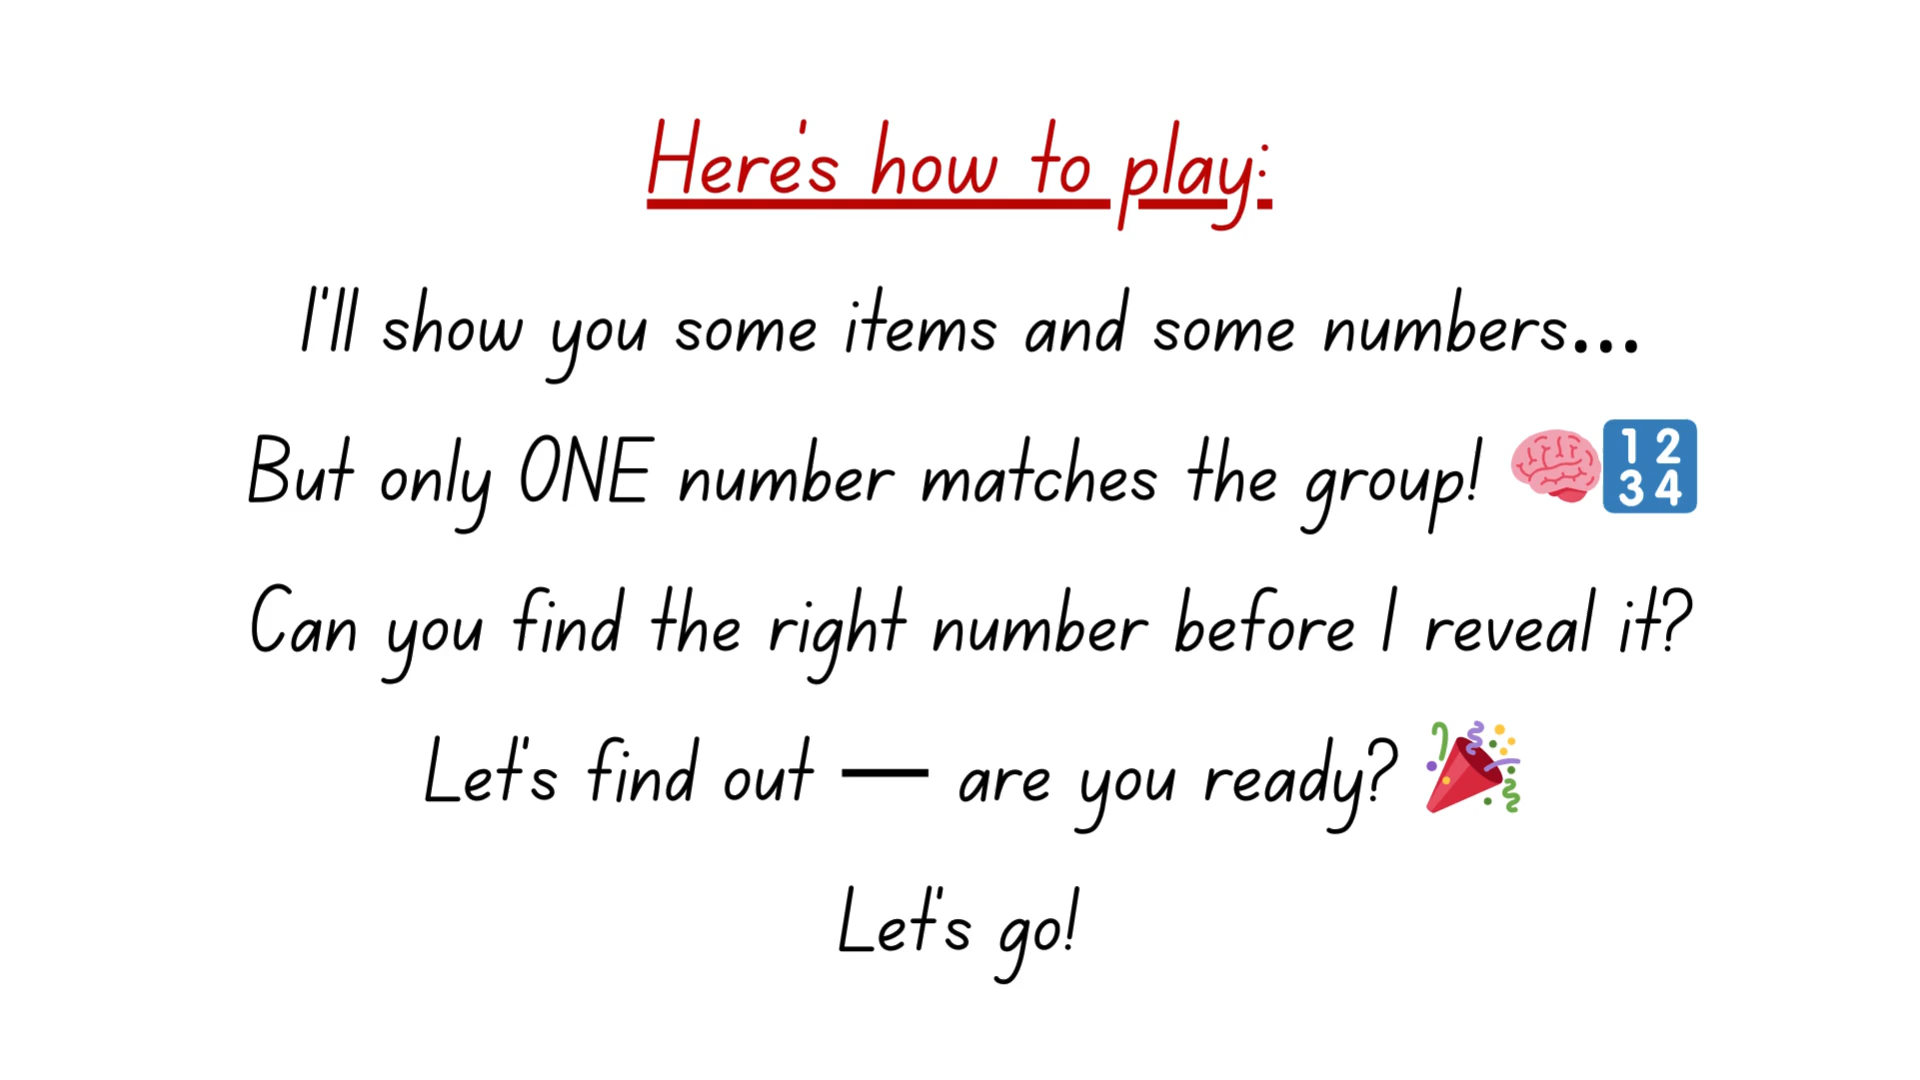 Here's how to play:
I'll show you some items and some numbers...
But only ONE number matches the group! 🧠🔢
Can you find the right number before I reveal it?
Let's find out — are you ready? 🎉
Let's go!